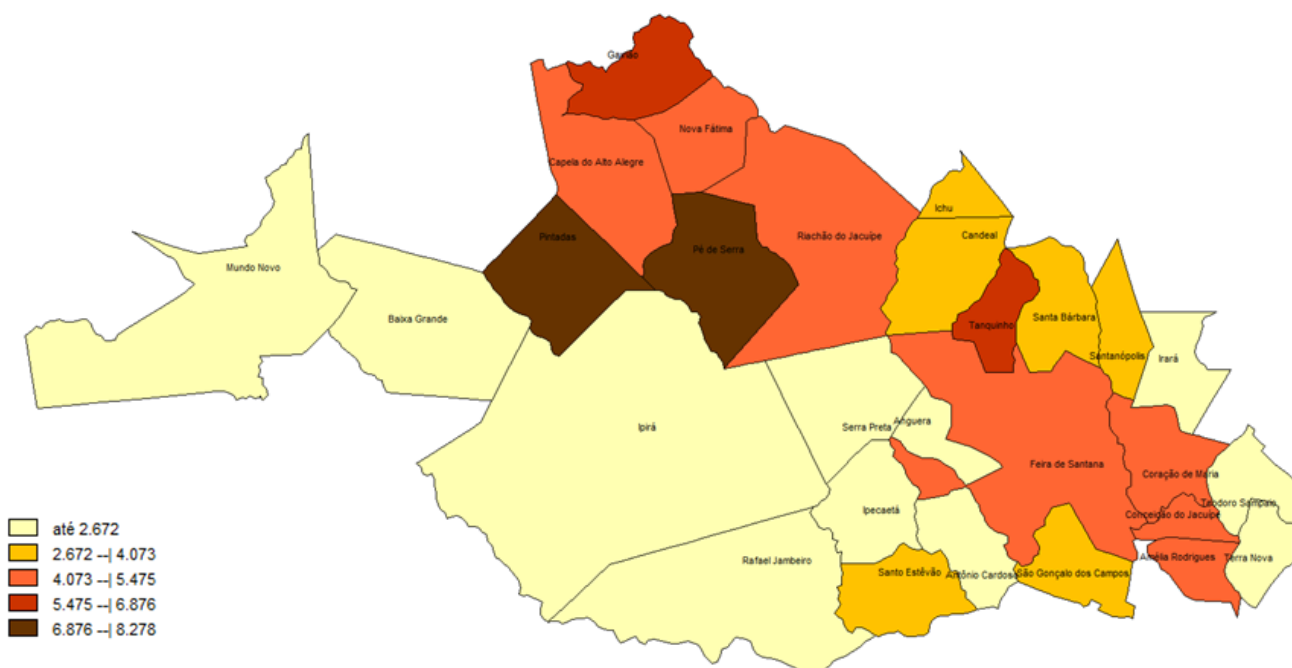 Gavião
Nova Fátima
Capela do Alto Alegre
Ichu
Pintadas
Pé de Serra
Riachão do Jacuípe
Candeal
Mundo Novo
Baixa Grande
Tanquinho
Santa Bárbara
Santanópolis
Irará
Ipirá
Serra Preta
Anguera
Feira de Santana
Coração de Maria
Teodoro Sampaio
Ipecaetá
Conceição do Jacuípe
Rafael Jambeiro
Santo Estêvão
Antônio Cardoso
São Gonçalo dos Campos
Amélia Rodrigues
Terra Nova
até 2.672
2.672 --| 4.073
4.073 --| 5.475
5.475 --| 6.876
6.876 --| 8.278